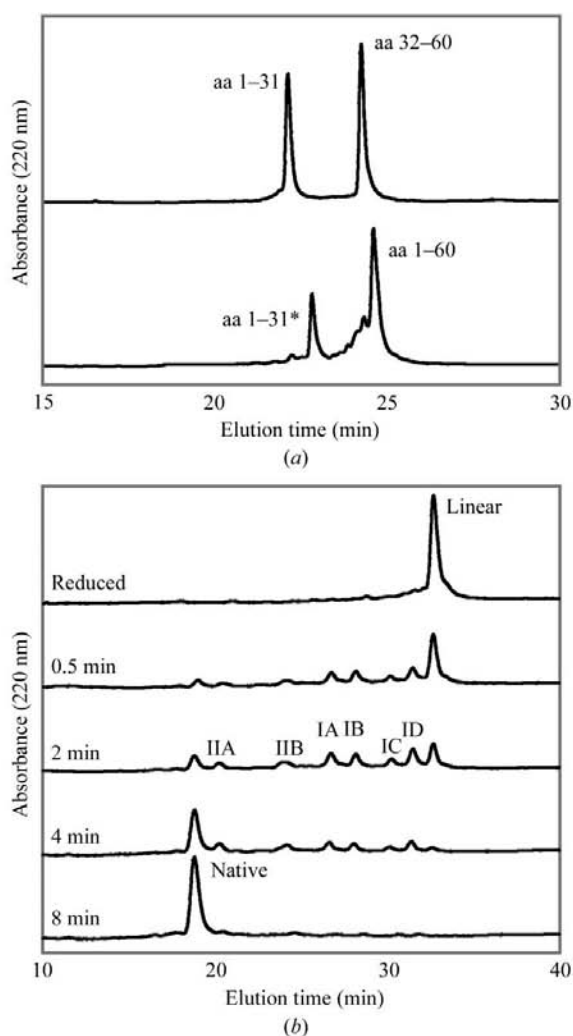 aa 32–60
aa 1–31
Absorbance (220 nm)
aa 1–60
aa 1–31*
15 20 25 30
Elution time (min)
(a)
Linear
Reduced
0.5 min
Absorbance (220 nm)
IA IB ID
IIA IIB IC
2 min
4 min
Native
8 min
10 20 30 40
Elution time (min)
(b)